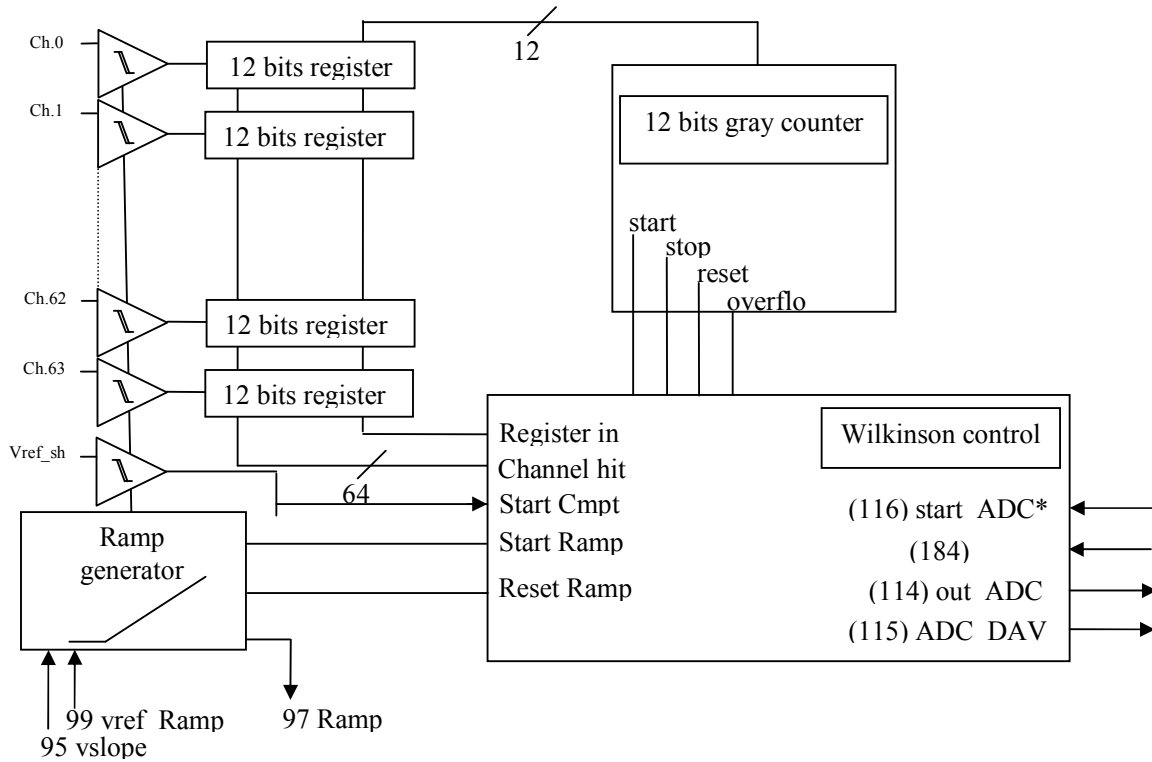 Ch.0
12 bits register
12
Ch.1
12 bits register
12 bits gray counter
start
stop
reset
overflo
Ch.62
12 bits register
Ch.63
12 bits register
Vref_sh
64
Register in
Channel hit
Start Cmpt
Start Ramp
Reset Ramp
Wilkinson control
(116) start ADC*
(184)
(114) out ADC
(115) ADC DAV
Ramp
generator
99 vref Ramp
95 vslope
97 Ramp